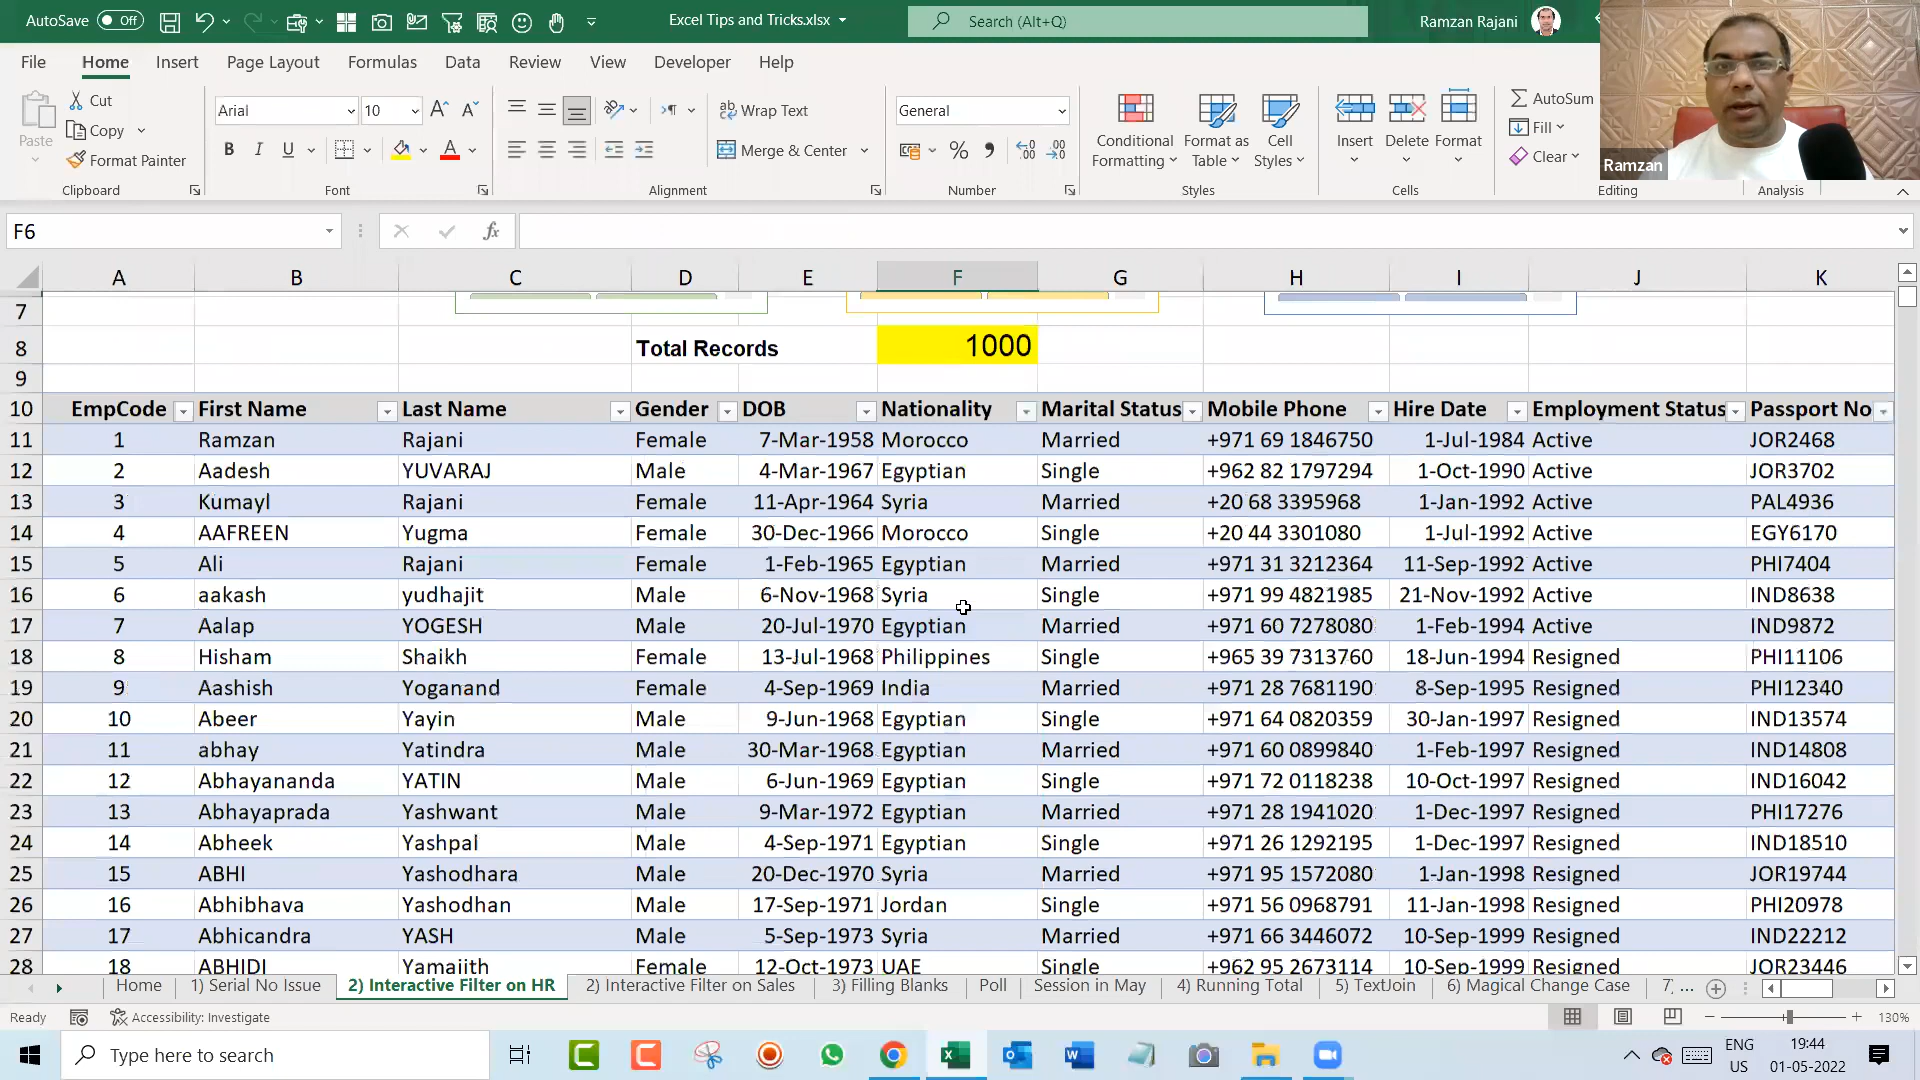 AutoSave Off Excel Tips and Tricks.xlsx Search (Alt+Q) Ramzan Rajani
File Home Insert Page Layout Formulas Data Review View Developer Help
Paste Cut Copy Format Painter
Arial 10
B I U A
Wrap Text
Merge & Center
General
% 9
Conditional Formatting
Format as Table
Cell Styles
Insert Delete Format
AutoSum
Fill
Clear
Ramzan
Clipboard Font Alignment Number Styles Cells Editing Analysis
F6 fx
A B C D E F G H I J K
7
8 Total Records 1000
9
10 EmpCode First Name Last Name Gender DOB Nationality Marital Status Mobile Phone Hire Date Employment Status Passport No
11 1 Ramzan Rajani Female 7-Mar-1958 Morocco Married +971 69 1846750 1-Jul-1984 Active JOR2468
12 2 Aadesh YUVARAJ Male 4-Mar-1967 Egyptian Single +962 82 1797294 1-Oct-1990 Active JOR3702
13 3 Kumayl Rajani Female 11-Apr-1964 Syria Married +20 68 3395968 1-Jan-1992 Active PAL4936
14 4 AAFREEN Yugma Female 30-Dec-1966 Morocco Single +20 44 3301080 1-Jul-1992 Active EGY6170
15 5 Ali Rajani Female 1-Feb-1965 Egyptian Married +971 31 3212364 11-Sep-1992 Active PHI7404
16 6 aakash yudhajit Male 6-Nov-1968 Syria Single +971 99 4821985 21-Nov-1992 Active IND8638
17 7 Aalap YOGESH Male 20-Jul-1970 Egyptian Married +971 60 7278080 1-Feb-1994 Active IND9872
18 8 Hisham Shaikh Female 13-Jul-1968 Philippines Single +965 39 7313760 18-Jun-1994 Resigned PHI11106
19 9 Aashish Yoganand Female 4-Sep-1969 India Married +971 28 7681190 8-Sep-1995 Resigned PHI12340
20 10 Abeer Yayin Male 9-Jun-1968 Egyptian Single +971 64 0820359 30-Jan-1997 Resigned IND13574
21 11 abhay Yatindra Male 30-Mar-1968 Egyptian Married +971 60 0899840 1-Feb-1997 Resigned IND14808
22 12 Abhayananda YATIN Male 6-Jun-1969 Egyptian Single +971 72 0118238 10-Oct-1997 Resigned IND16042
23 13 Abhayaprada Yashwant Male 9-Mar-1972 Egyptian Married +971 28 1941020 1-Dec-1997 Resigned PHI17276
24 14 Abheek Yashpal Male 4-Sep-1971 Egyptian Single +971 26 1292195 1-Dec-1997 Resigned IND18510
25 15 ABHI Yashodhara Male 20-Dec-1970 Syria Married +971 95 1572080 1-Jan-1998 Resigned JOR19744
26 16 Abhibhava Yashodhan Male 17-Sep-1971 Jordan Single +971 56 0968791 11-Jan-1998 Resigned PHI20978
27 17 Abhicandra YASH Male 5-Sep-1973 Syria Married +971 66 3446072 10-Sep-1999 Resigned IND22212
28 18 ABHIDI Yamajith Female 12-Oct-1973 UAE Single +962 95 2673114 10-Sep-1999 Resigned JOR23446
Home 1) Serial No Issue 2) Interactive Filter on HR 2) Interactive Filter on Sales 3) Filling Blanks Poll Session in May 4) Running Total 5) TextJoin 6) Magical Change Case 7) ...
Ready Accessibility: Investigate 130%
Type here to search ENG US 19:44 01-05-2022